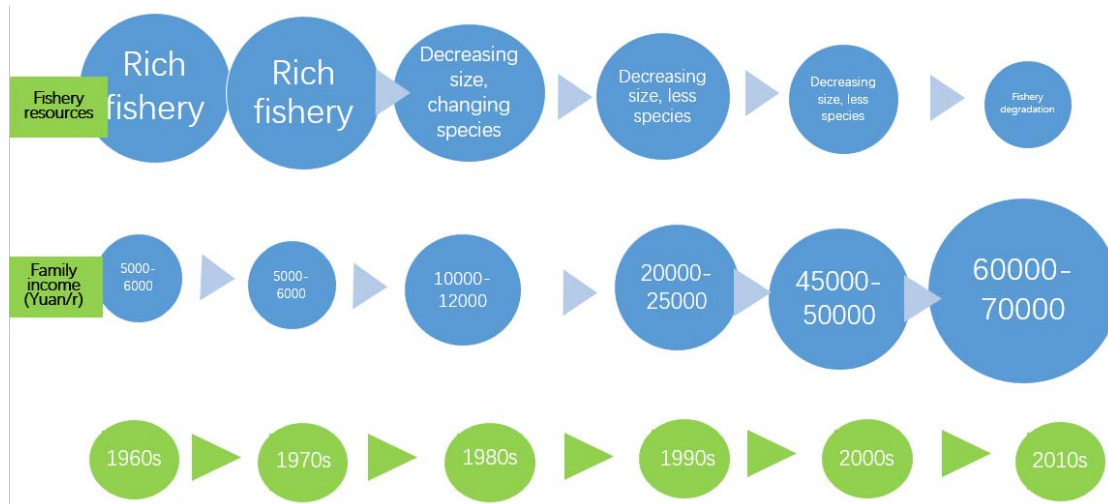 Fishery
resources
Rich
fishery
Rich
fishery
Decreasing
size,
changing
species
Decreasing
size, less
species
Decreasing
size, less
species
Fishery
degradation
Family
income
(Yuan/r)
5000-
6000
5000-
6000
10000-
12000
20000-
25000
45000-
50000
60000-
70000
1960s
1970s
1980s
1990s
2000s
2010s